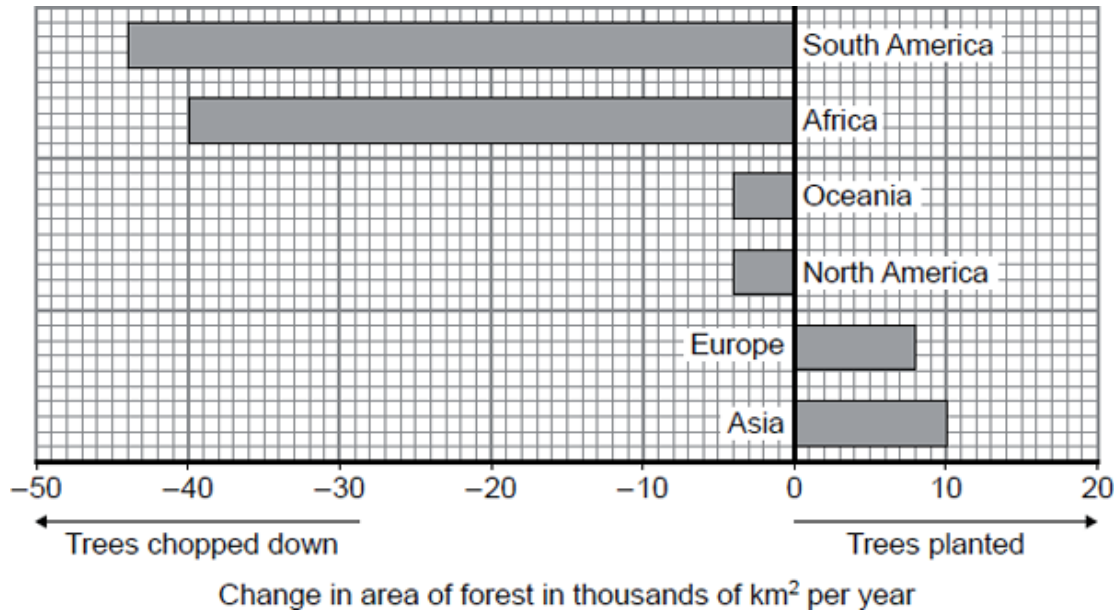 South America
Africa
Oceania
North America
Europe
Asia
–50 –40 –30 –20 –10 0 10 20
Trees chopped down Trees planted
Change in area of forest in thousands of km² per year